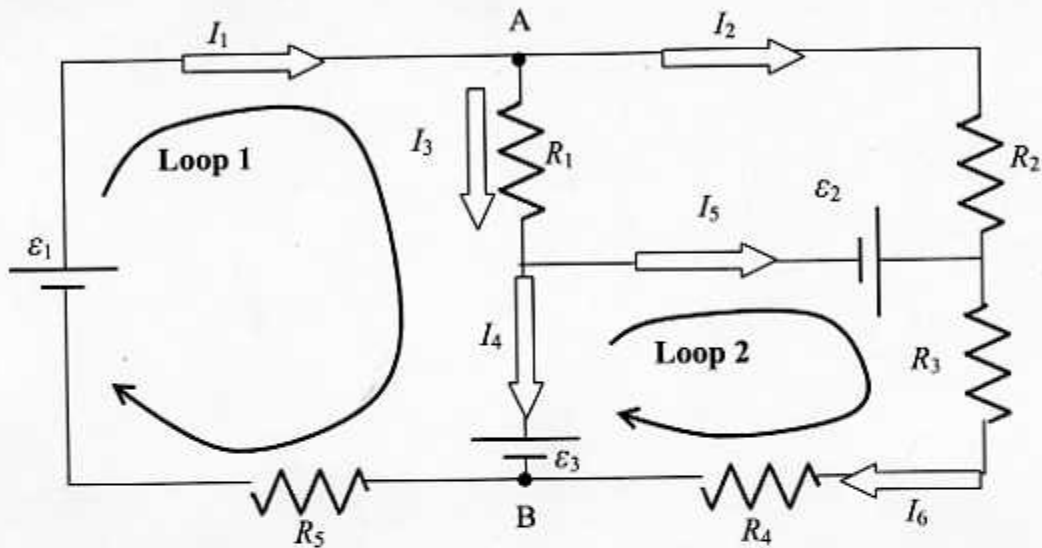 A
I₁
I₂
Loop 1
I₃
R₁
R₂
ε₂
I₅
ε₁
I₄
Loop 2
R₃
ε₃
B
R₅
R₄
I₆